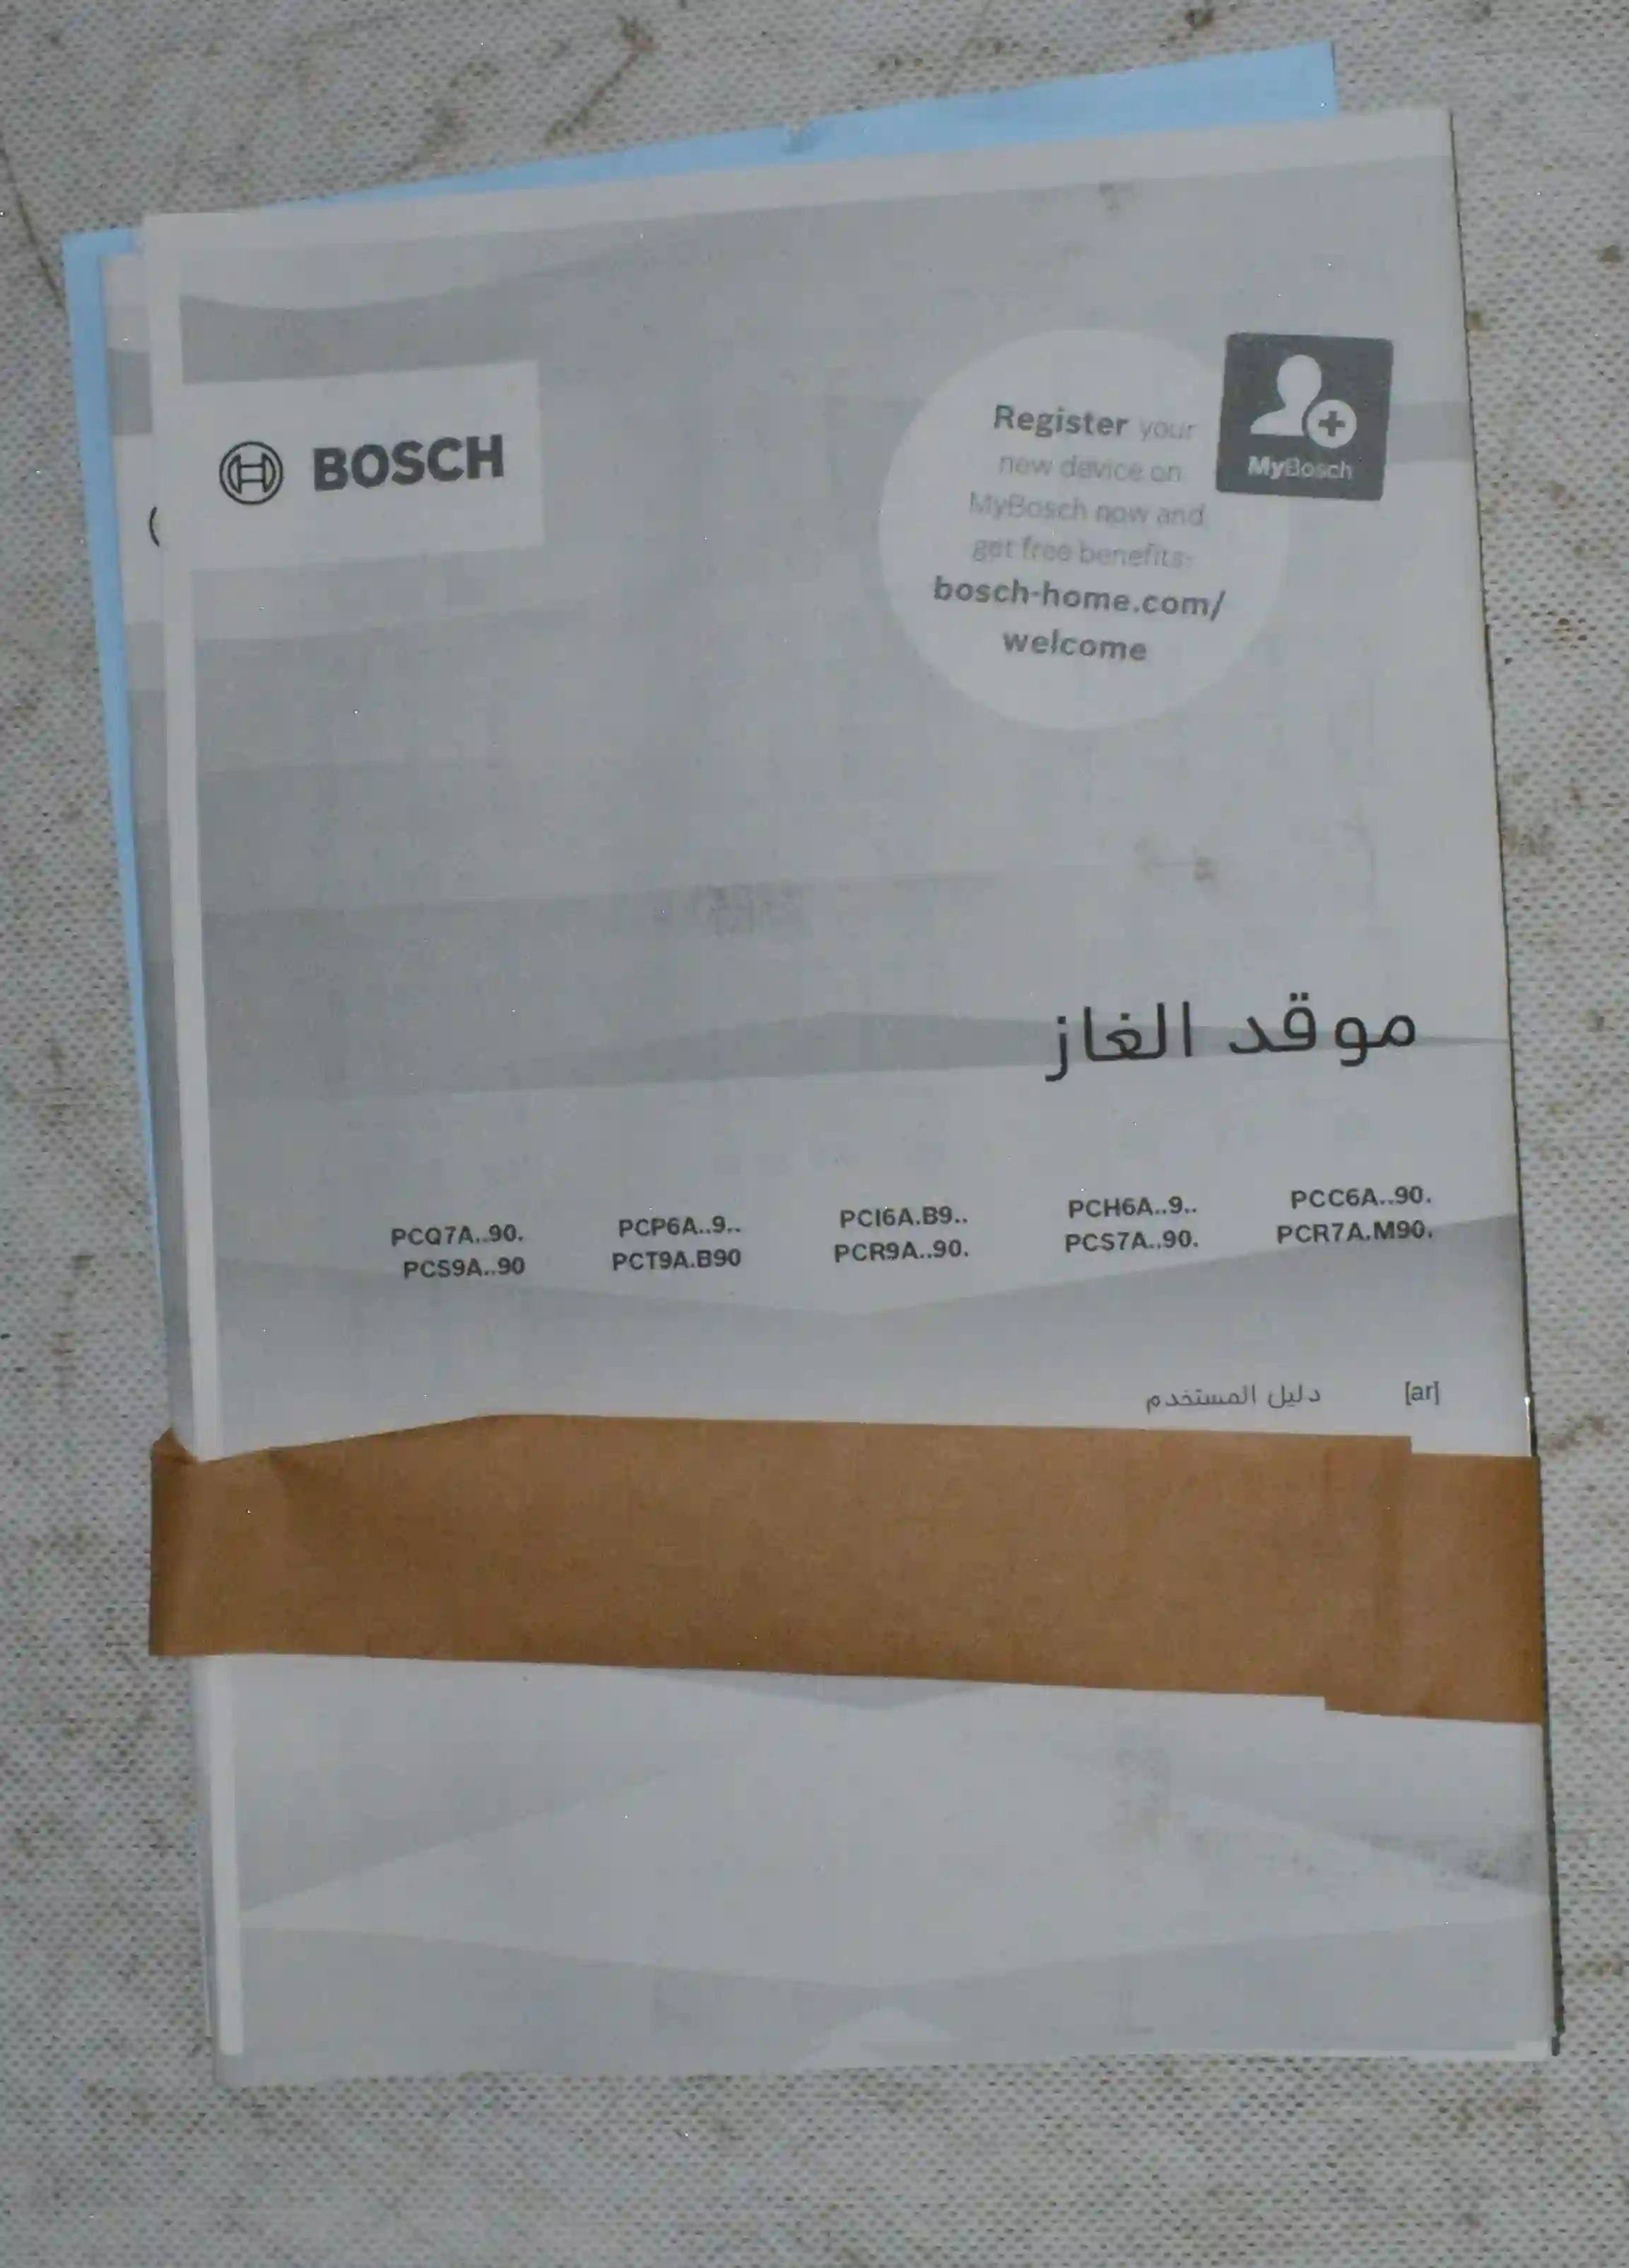 BOSCH
Register your
new device on
MyBosch now and
get free benefits:
bosch-home.com/
welcome
MyBosch
موقد الغاز
PCQ7A..90. PCP6A..9.. PCI6A.B9.. PCH6A..9.. PCC6A..90.
PCS9A..90 PCT9A.B90 PCR9A..90. PCS7A..90. PCR7A.M90.
[ar] دليل المستخدم